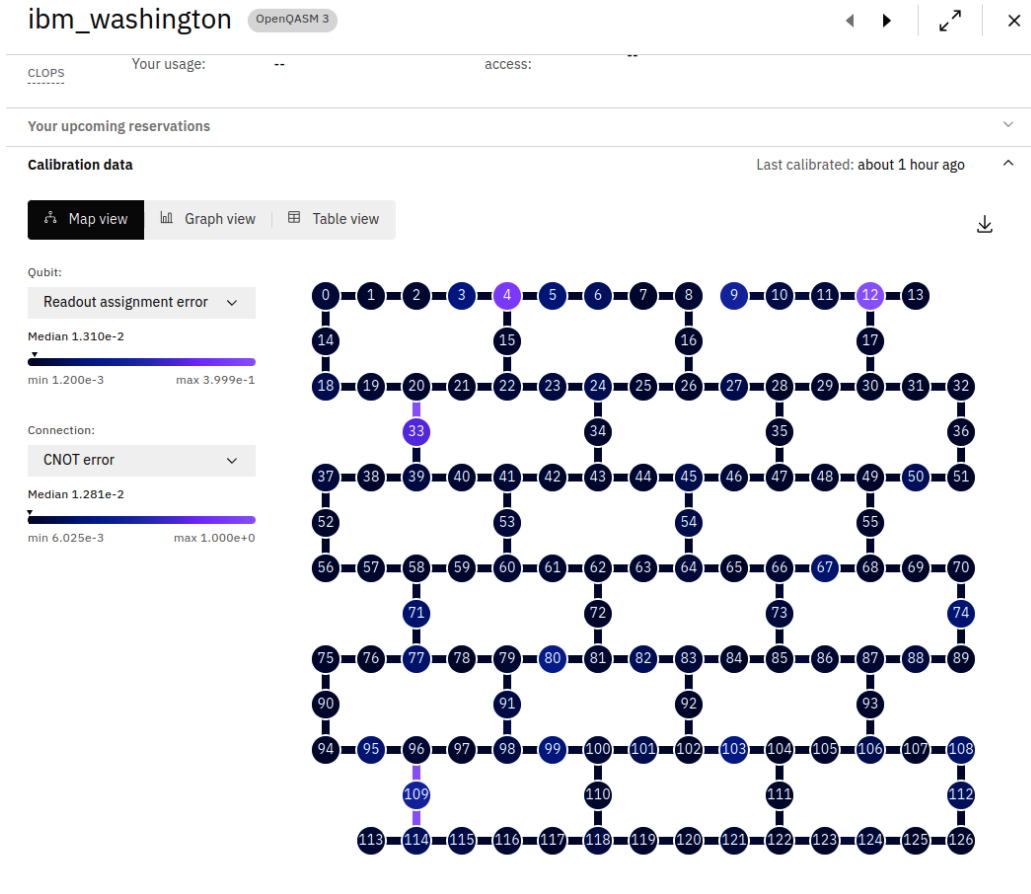 ibm_washington OpenQASM 3
CLOPS Your usage: -- access: --
Your upcoming reservations
Calibration data Last calibrated: about 1 hour ago
Map view Graph view Table view
Qubit:
Readout assignment error
Median 1.310e-2
min 1.200e-3 max 3.999e-1
Connection:
CNOT error
Median 1.281e-2
min 6.025e-3 max 1.000e+0
0 1 2 3 4 5 6 7 8 9 10 11 12 13
14 15 16 17
18 19 20 21 22 23 24 25 26 27 28 29 30 31 32
33 34 35 36
37 38 39 40 41 42 43 44 45 46 47 48 49 50 51
52 53 54 55
56 57 58 59 60 61 62 63 64 65 66 67 68 69 70
71 72 73 74
75 76 77 78 79 80 81 82 83 84 85 86 87 88 89
90 91 92 93
94 95 96 97 98 99 100 101 102 103 104 105 106 107 108
109 110 111 112
113 114 115 116 117 118 119 120 121 122 123 124 125 126